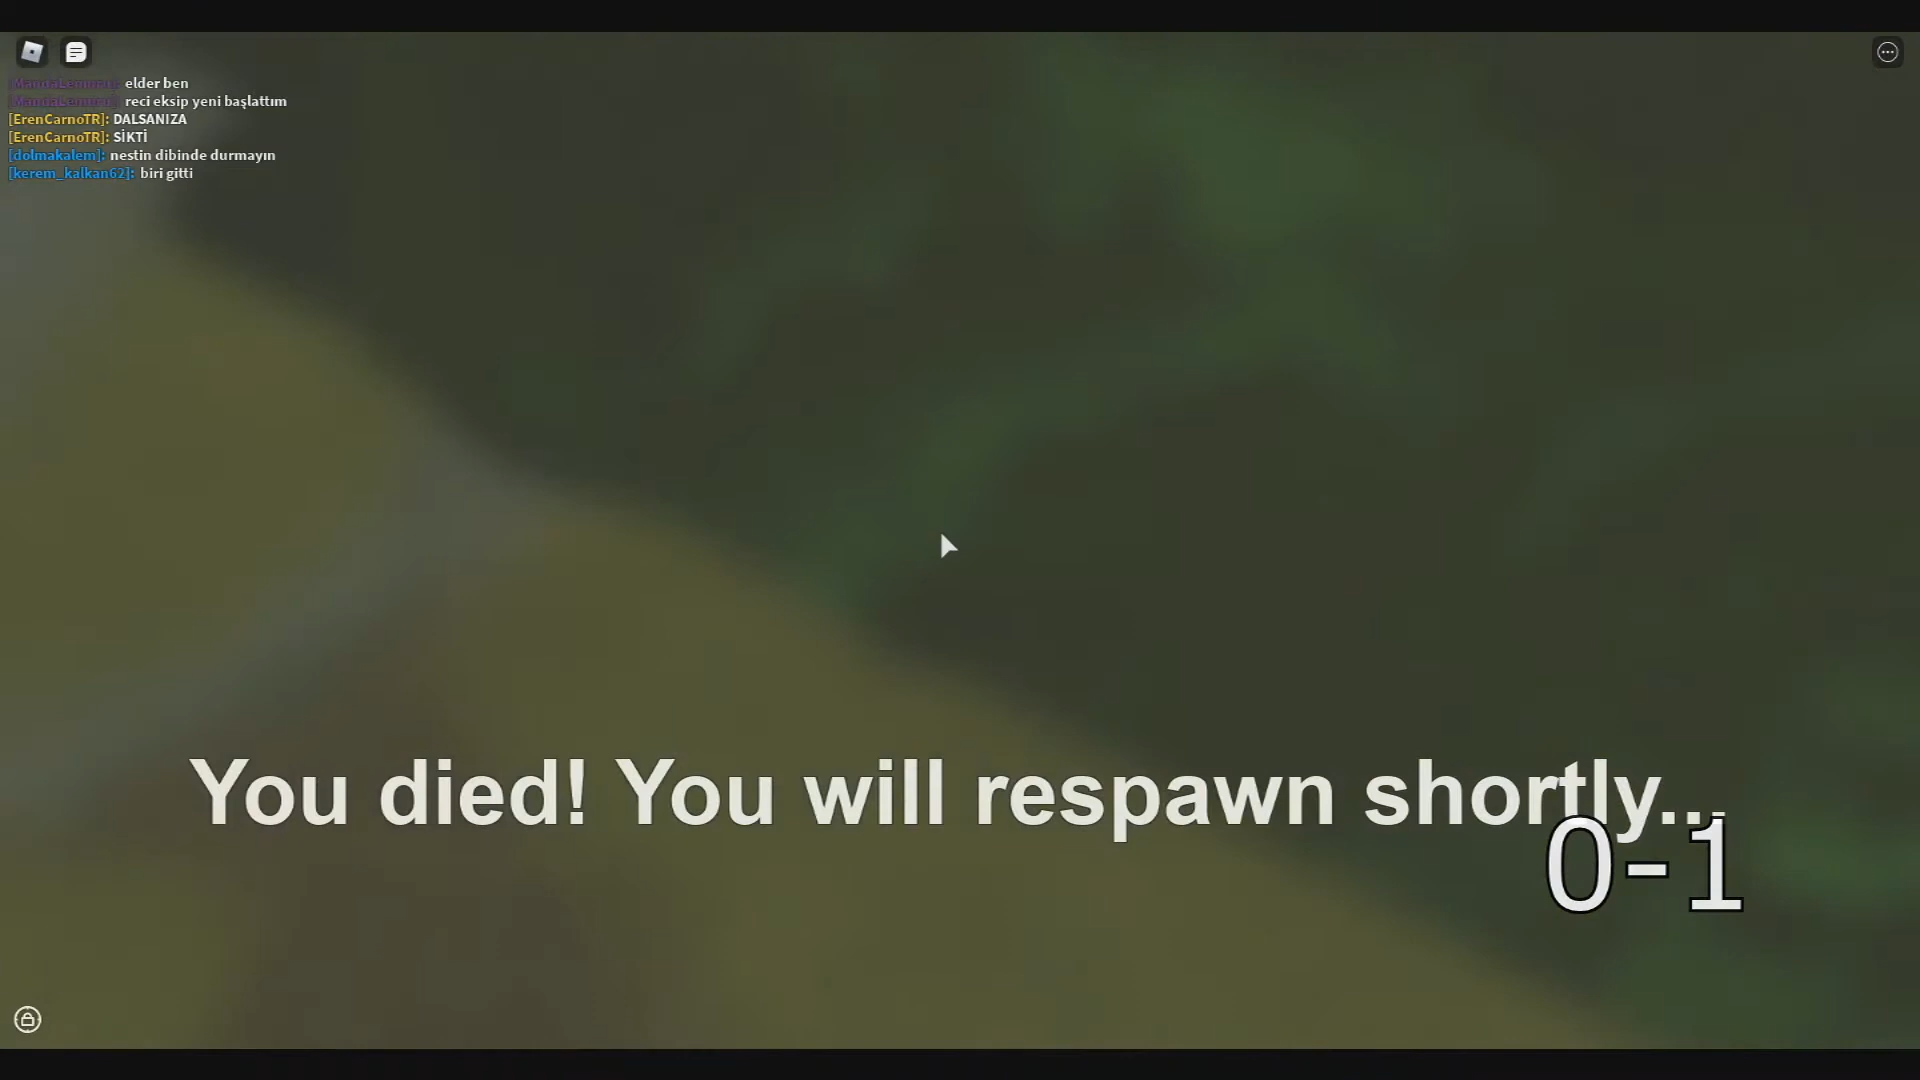 elder ben
reci eksip yeni başlattım
[ErenCarnoTR]: DALSANIZA
[ErenCarnoTR]: SİKTİ
[dolmakalem]: nestin dibinde durmayın
[kerem_kalkan62]: biri gitti
You died! You will respawn shortly...
0-1